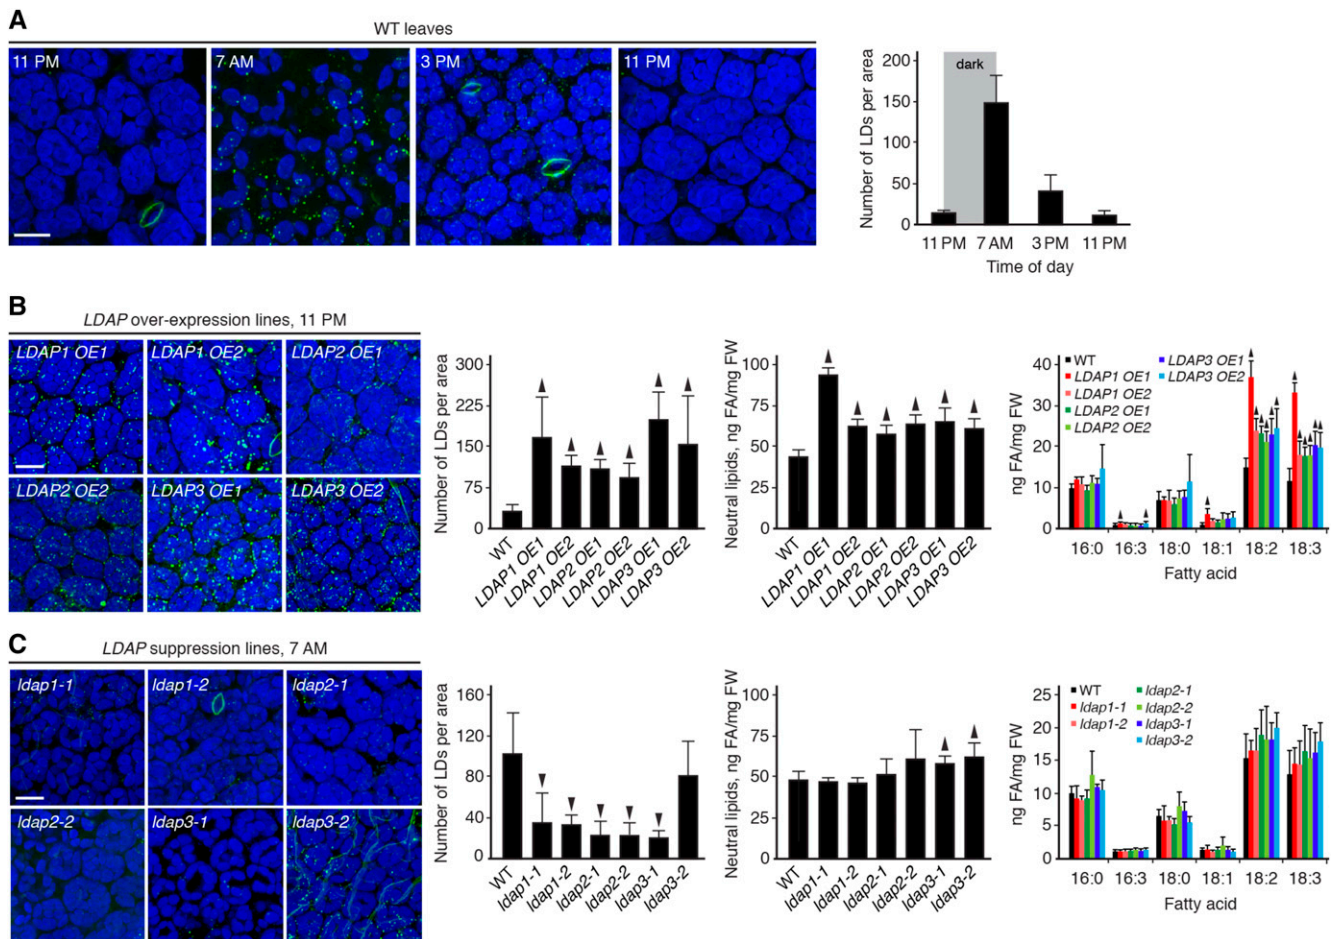 A
WT leaves
11 PM
7 AM
3 PM
11 PM
Number of LDs per area
200
150
100
50
0
dark
11 PM 7 AM 3 PM 11 PM
Time of day
B
LDAP over-expression lines, 11 PM
LDAP1 OE1
LDAP1 OE2
LDAP2 OE1
LDAP2 OE2
LDAP3 OE1
LDAP3 OE2
Number of LDs per area
300
225
150
75
0
WT
LDAP1 OE1
LDAP1 OE2
LDAP2 OE1
LDAP2 OE2
LDAP3 OE1
LDAP3 OE2
Neutral lipids, ng FA/mg FW
100
75
50
25
0
WT
LDAP1 OE1
LDAP1 OE2
LDAP2 OE1
LDAP2 OE2
LDAP3 OE1
LDAP3 OE2
ng FA/mg FW
40
30
20
10
0
WT
LDAP1 OE1
LDAP1 OE2
LDAP2 OE1
LDAP2 OE2
LDAP3 OE1
LDAP3 OE2
16:0 16:3 18:0 18:1 18:2 18:3
Fatty acid
C
LDAP suppression lines, 7 AM
ldap1-1
ldap1-2
ldap2-1
ldap2-2
ldap3-1
ldap3-2
Number of LDs per area
160
120
80
40
0
WT
ldap1-1
ldap1-2
ldap2-1
ldap2-2
ldap3-1
ldap3-2
Neutral lipids, ng FA/mg FW
100
75
50
25
0
WT
ldap1-1
ldap1-2
ldap2-1
ldap2-2
ldap3-1
ldap3-2
ng FA/mg FW
25
20
15
10
5
0
WT
ldap1-1
ldap1-2
ldap2-1
ldap2-2
ldap3-1
ldap3-2
16:0 16:3 18:0 18:1 18:2 18:3
Fatty acid